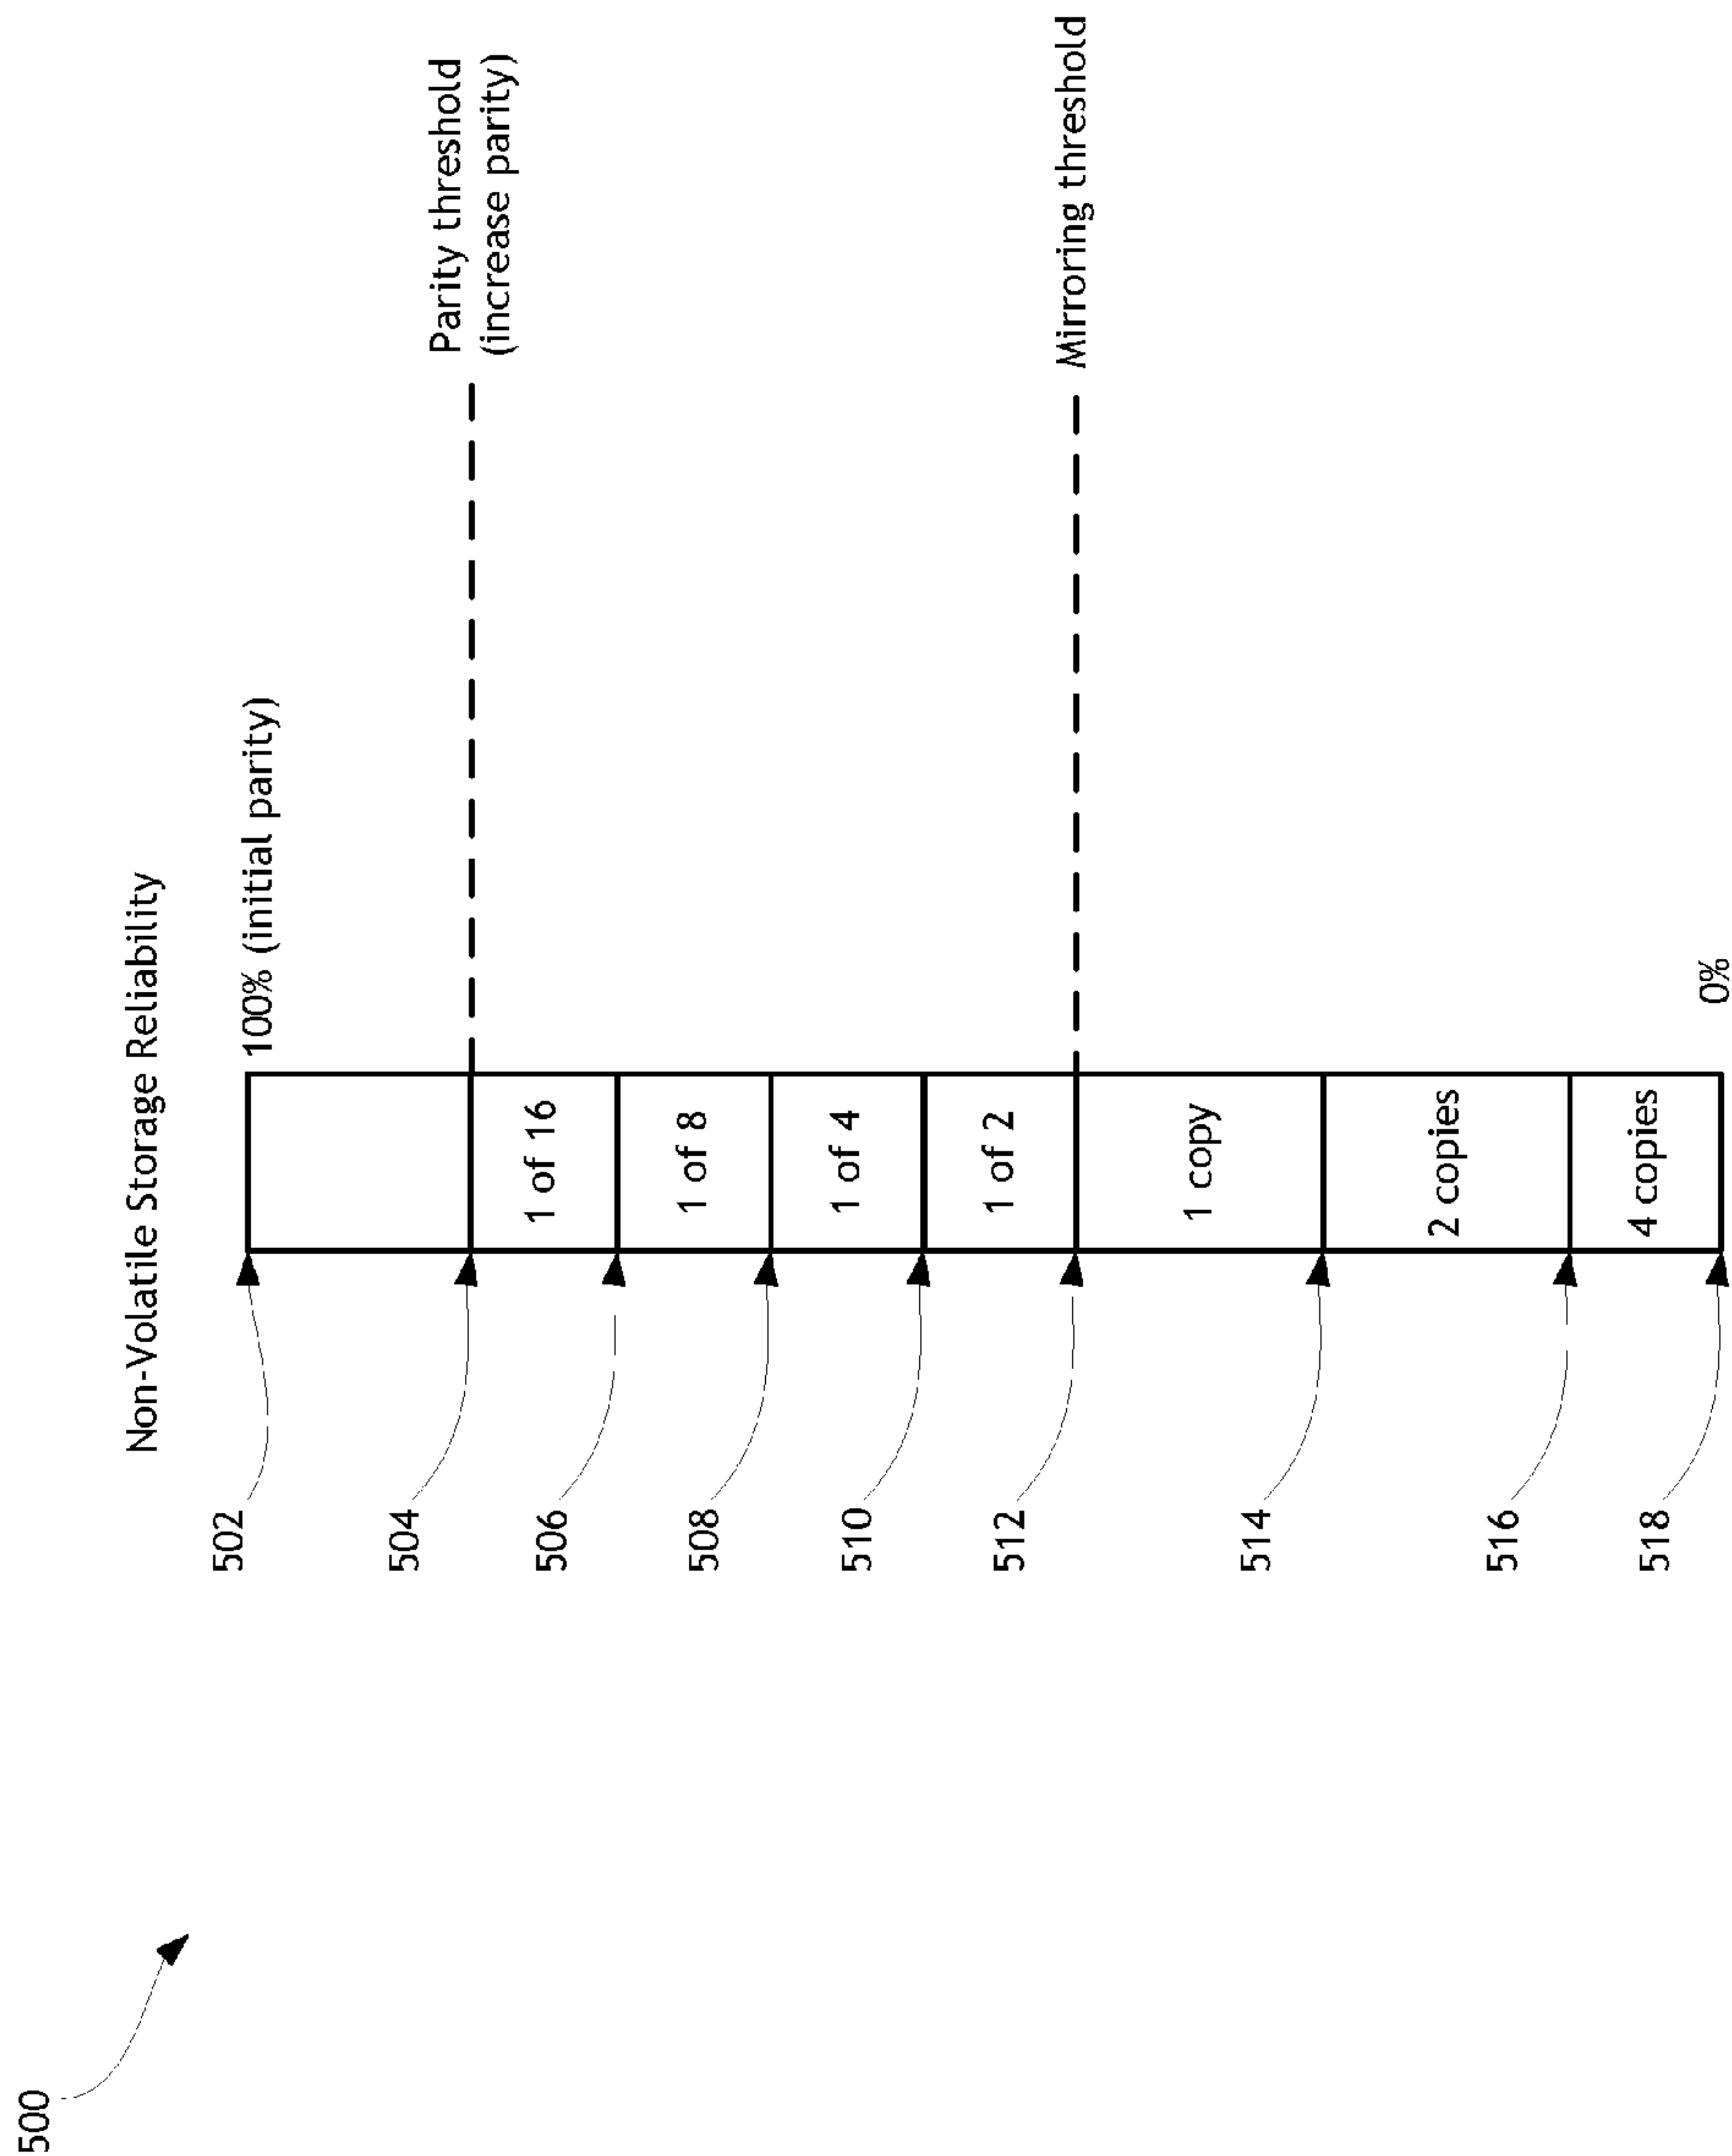 500
Non-Volatile Storage Reliability
502
100% (initial parity)
504
Parity threshold
(increase parity)
1 of 16
506
1 of 8
508
1 of 4
510
1 of 2
512
Mirroring threshold
1 copy
514
2 copies
516
4 copies
518
0%